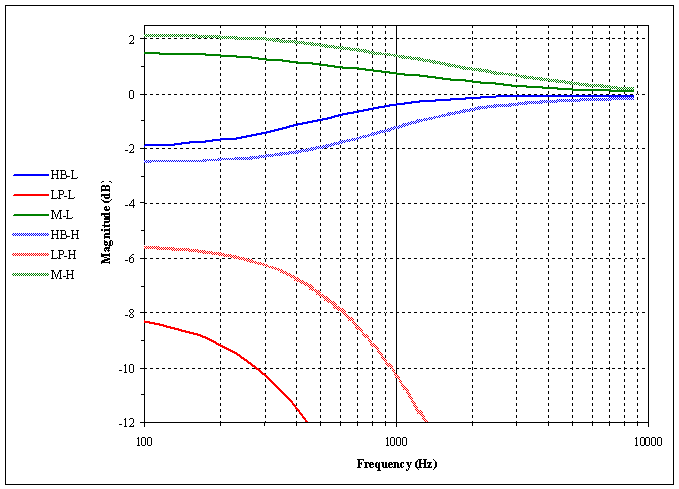 2
0
-2
-4
-6
-8
-10
-12
Magnitude (dB)
HB-L
LP-L
M-L
HB-H
LP-H
M-H
100
1000
10000
Frequency (Hz)